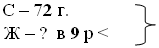 С – 72 г.
Ж – ? в 9 р <